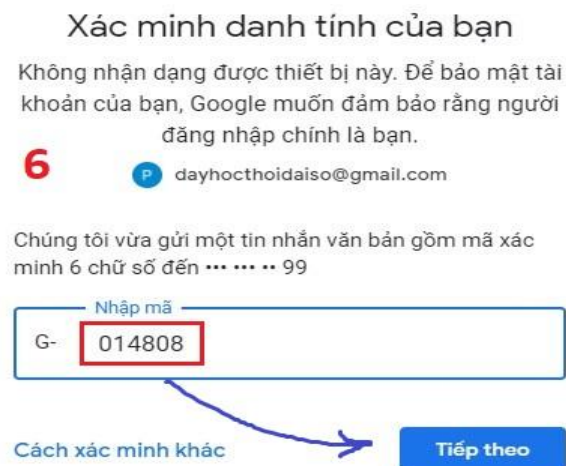 Xác minh danh tính của bạn
Không nhận dạng được thiết bị này. Để bảo mật tài
khoản của bạn, Google muốn đảm bảo rằng người
đăng nhập chính là bạn.
6
P dayhocthoidaiso@gmail.com
Chúng tôi vừa gửi một tin nhắn văn bản gồm mã xác
minh 6 chữ số đến ••• ••• •• 99
Nhập mã
G- 014808
Cách xác minh khác
Tiếp theo